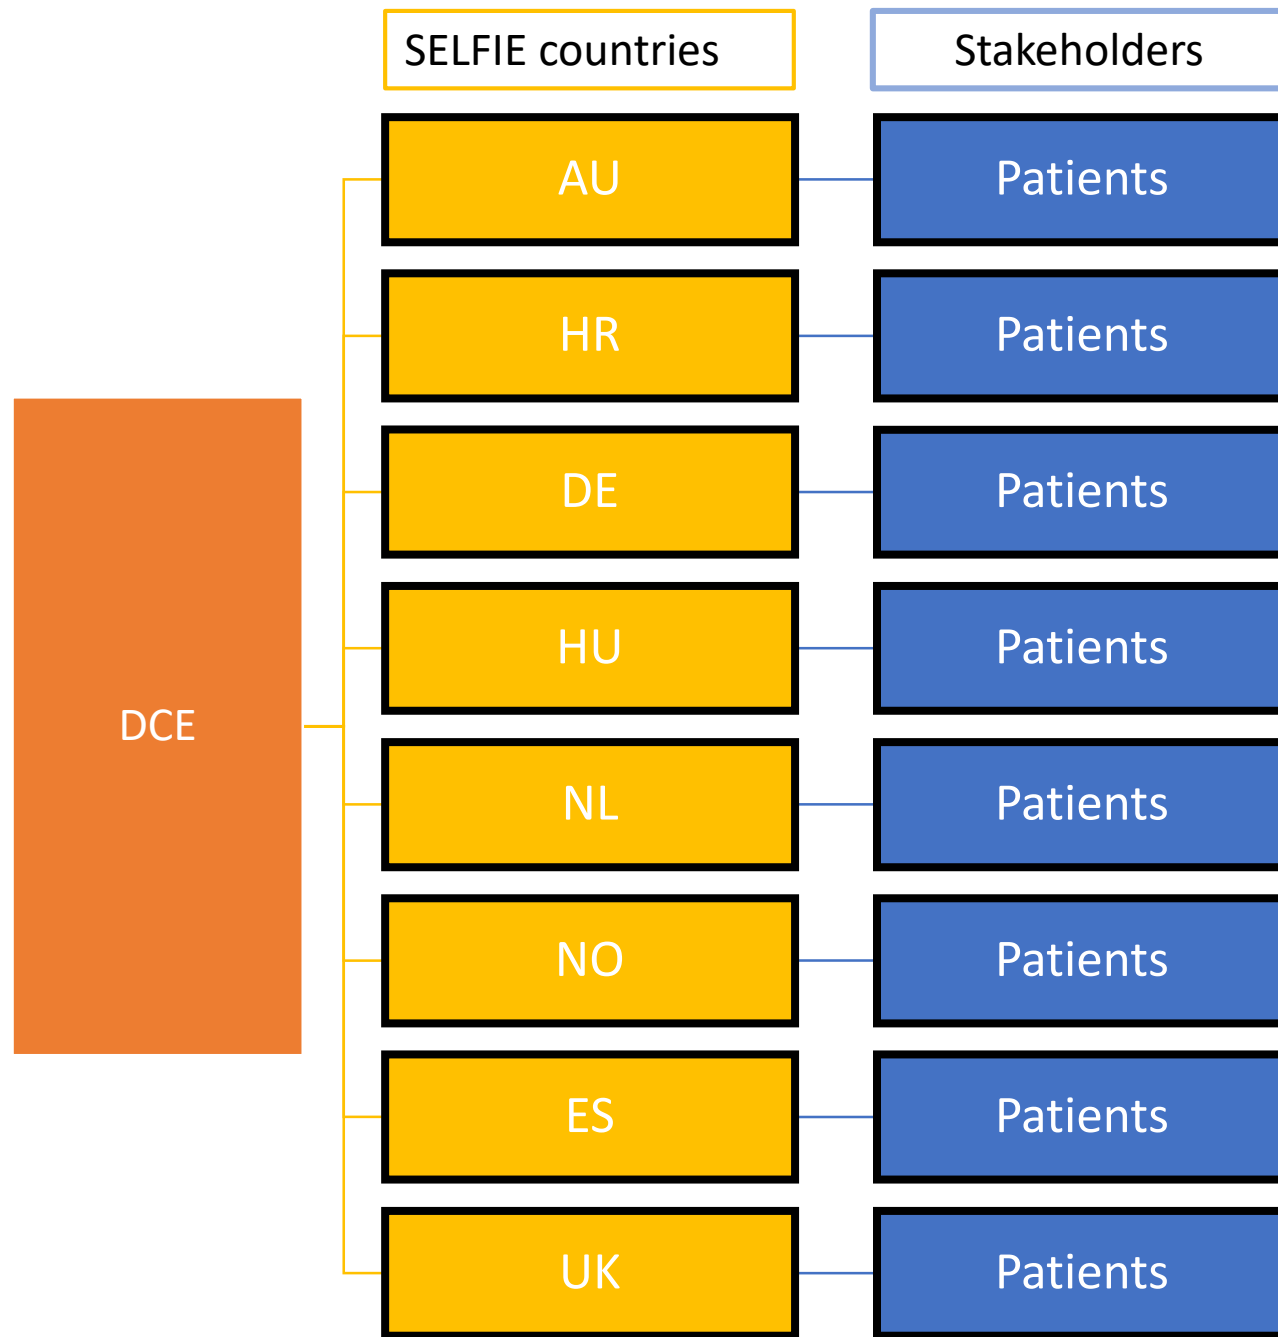 SELFIE countries
Stakeholders
AU
Patients
HR
Patients
DE
Patients
HU
Patients
DCE
NL
Patients
NO
Patients
ES
Patients
UK
Patients